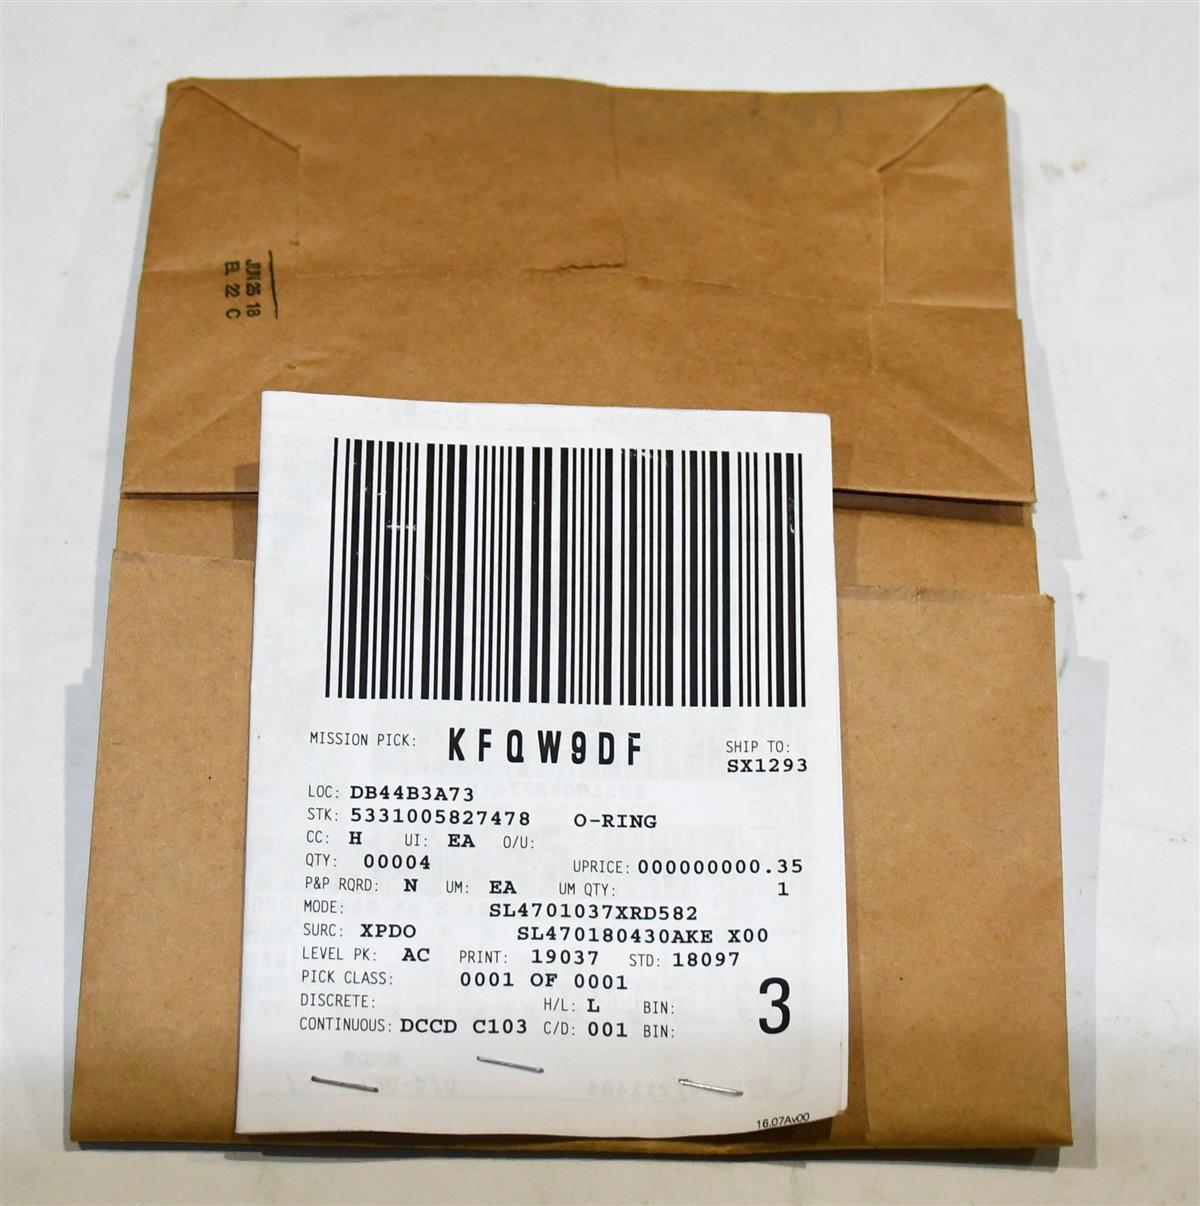 JUN 25 18
EL 22 C
MISSION PICK: KFQW9DF SHIP TO:
SX1293
LOC: DB44B3A73
STK: 5331005827478 O-RING
CC: H UI: EA O/U:
QTY: 00004 UPRICE: 000000000.35
P&P RQRD: N UM: EA UM QTY: 1
MODE: SL4701037XRD582
SURC: XPDO SL470180430AKE X00
LEVEL PK: AC PRINT: 19037 STD: 18097
PICK CLASS: 0001 OF 0001
DISCRETE: H/L: L BIN: 3
CONTINUOUS: DCCD C103 C/D: 001 BIN:
16.07Av00